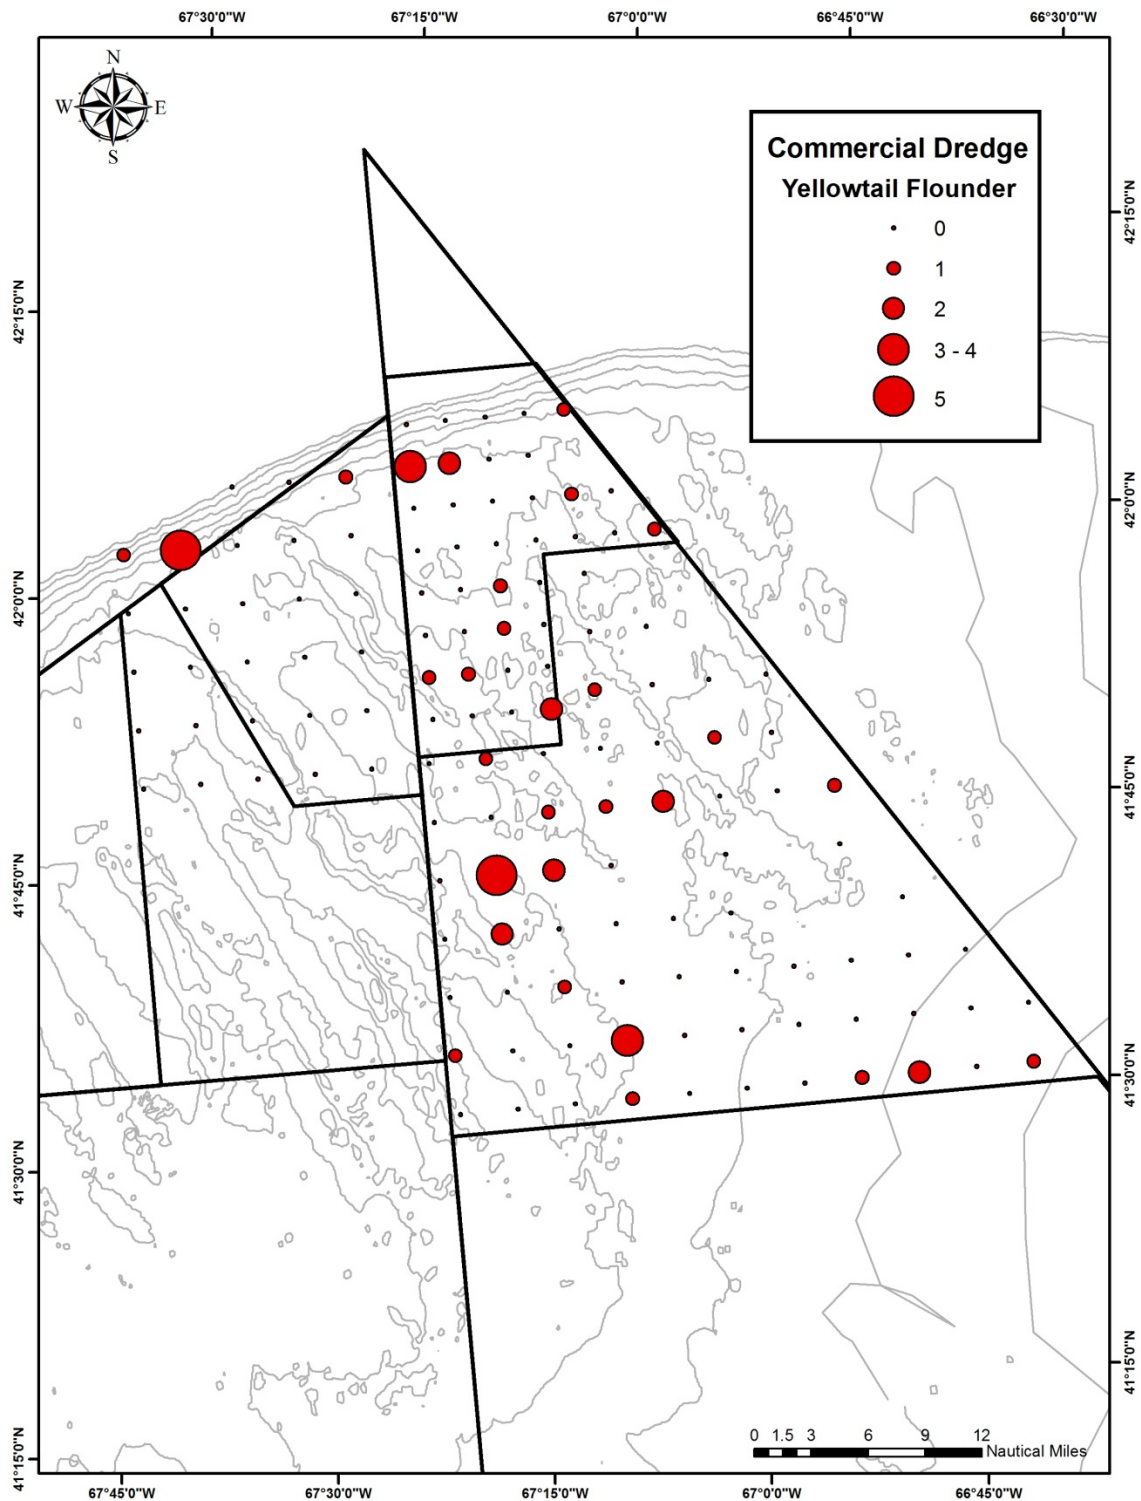 67°30'0"W 67°15'0"W 67°0'0"W 66°45'0"W 66°30'0"W
N
W E
S
Commercial Dredge
Yellowtail Flounder
0
1
2
3 - 4
5
42°15'0"N
42°15'0"N
42°0'0"N
42°0'0"N
41°45'0"N
41°45'0"N
41°30'0"N
41°30'0"N
41°15'0"N
41°15'0"N
0 1.5 3 6 9 12
Nautical Miles
67°45'0"W 67°30'0"W 67°15'0"W 67°0'0"W 66°45'0"W